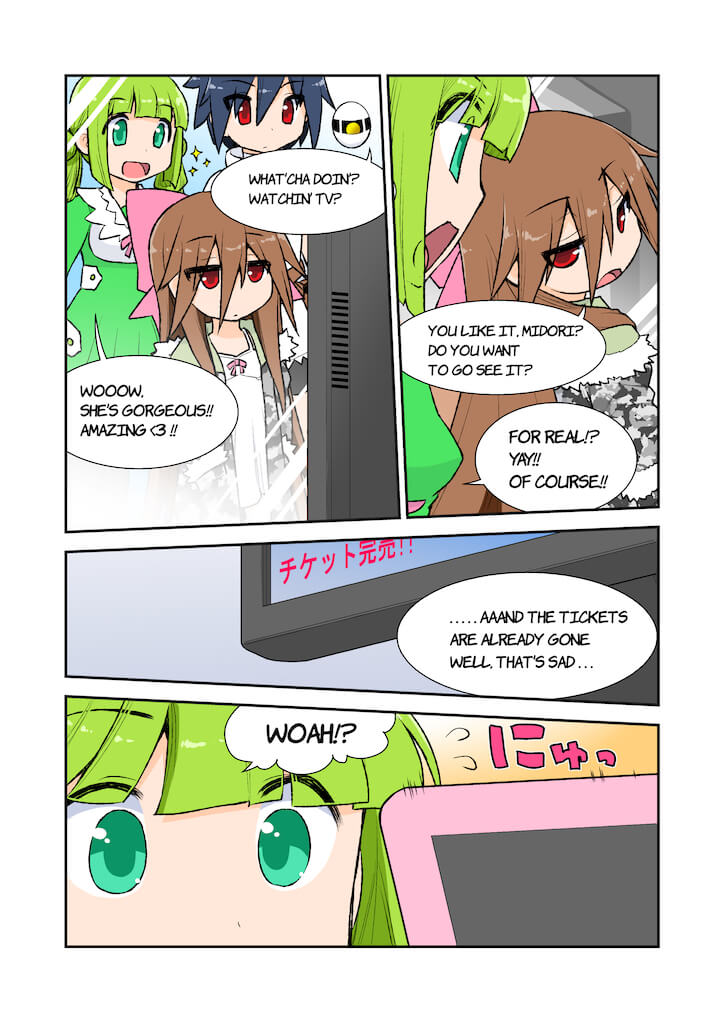 WHAT'CHA DOIN'?
WATCHIN' TV?
WOOOW,
SHE'S GORGEOUS!!
AMAZING <3 !!
YOU LIKE IT, MIDORI?
DO YOU WANT
TO GO SEE IT?
FOR REAL!?
YAY!!
OF COURSE!!
チケット完売!!
.....AAAND THE TICKETS
ARE ALREADY GONE
WELL, THAT'S SAD...
WOAH!?
にゅっ